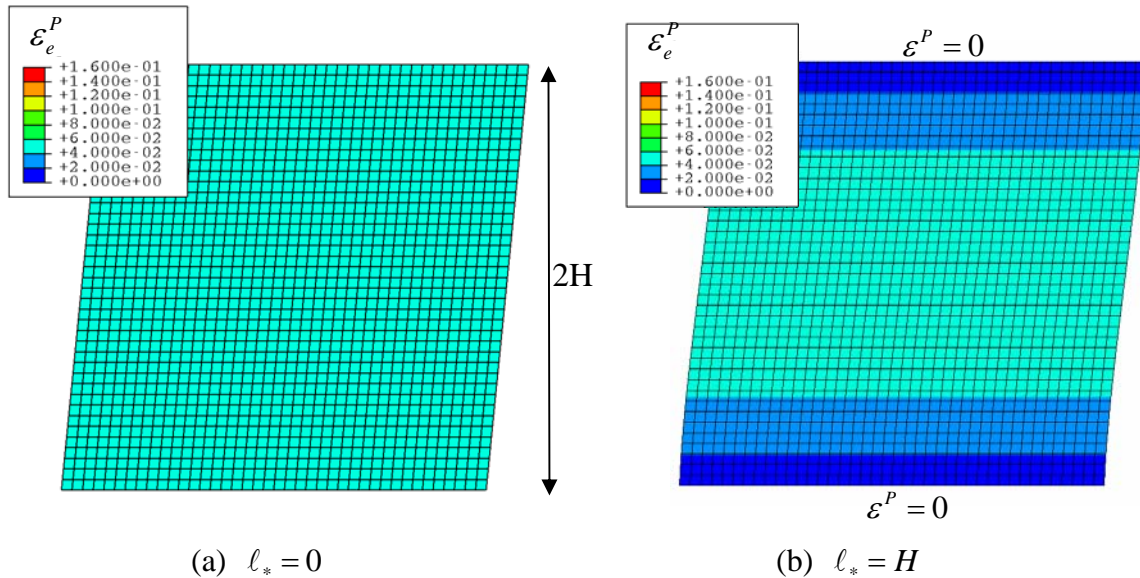 ε_e^P
+1.600e-01
+1.400e-01
+1.200e-01
+1.000e-01
+8.000e-02
+6.000e-02
+4.000e-02
+2.000e-02
+0.000e+00
2H
(a) ℓ_* = 0
ε_e^P
+1.600e-01
+1.400e-01
+1.200e-01
+1.000e-01
+8.000e-02
+6.000e-02
+4.000e-02
+2.000e-02
+0.000e+00
ε^P = 0
ε^P = 0
(b) ℓ_* = H